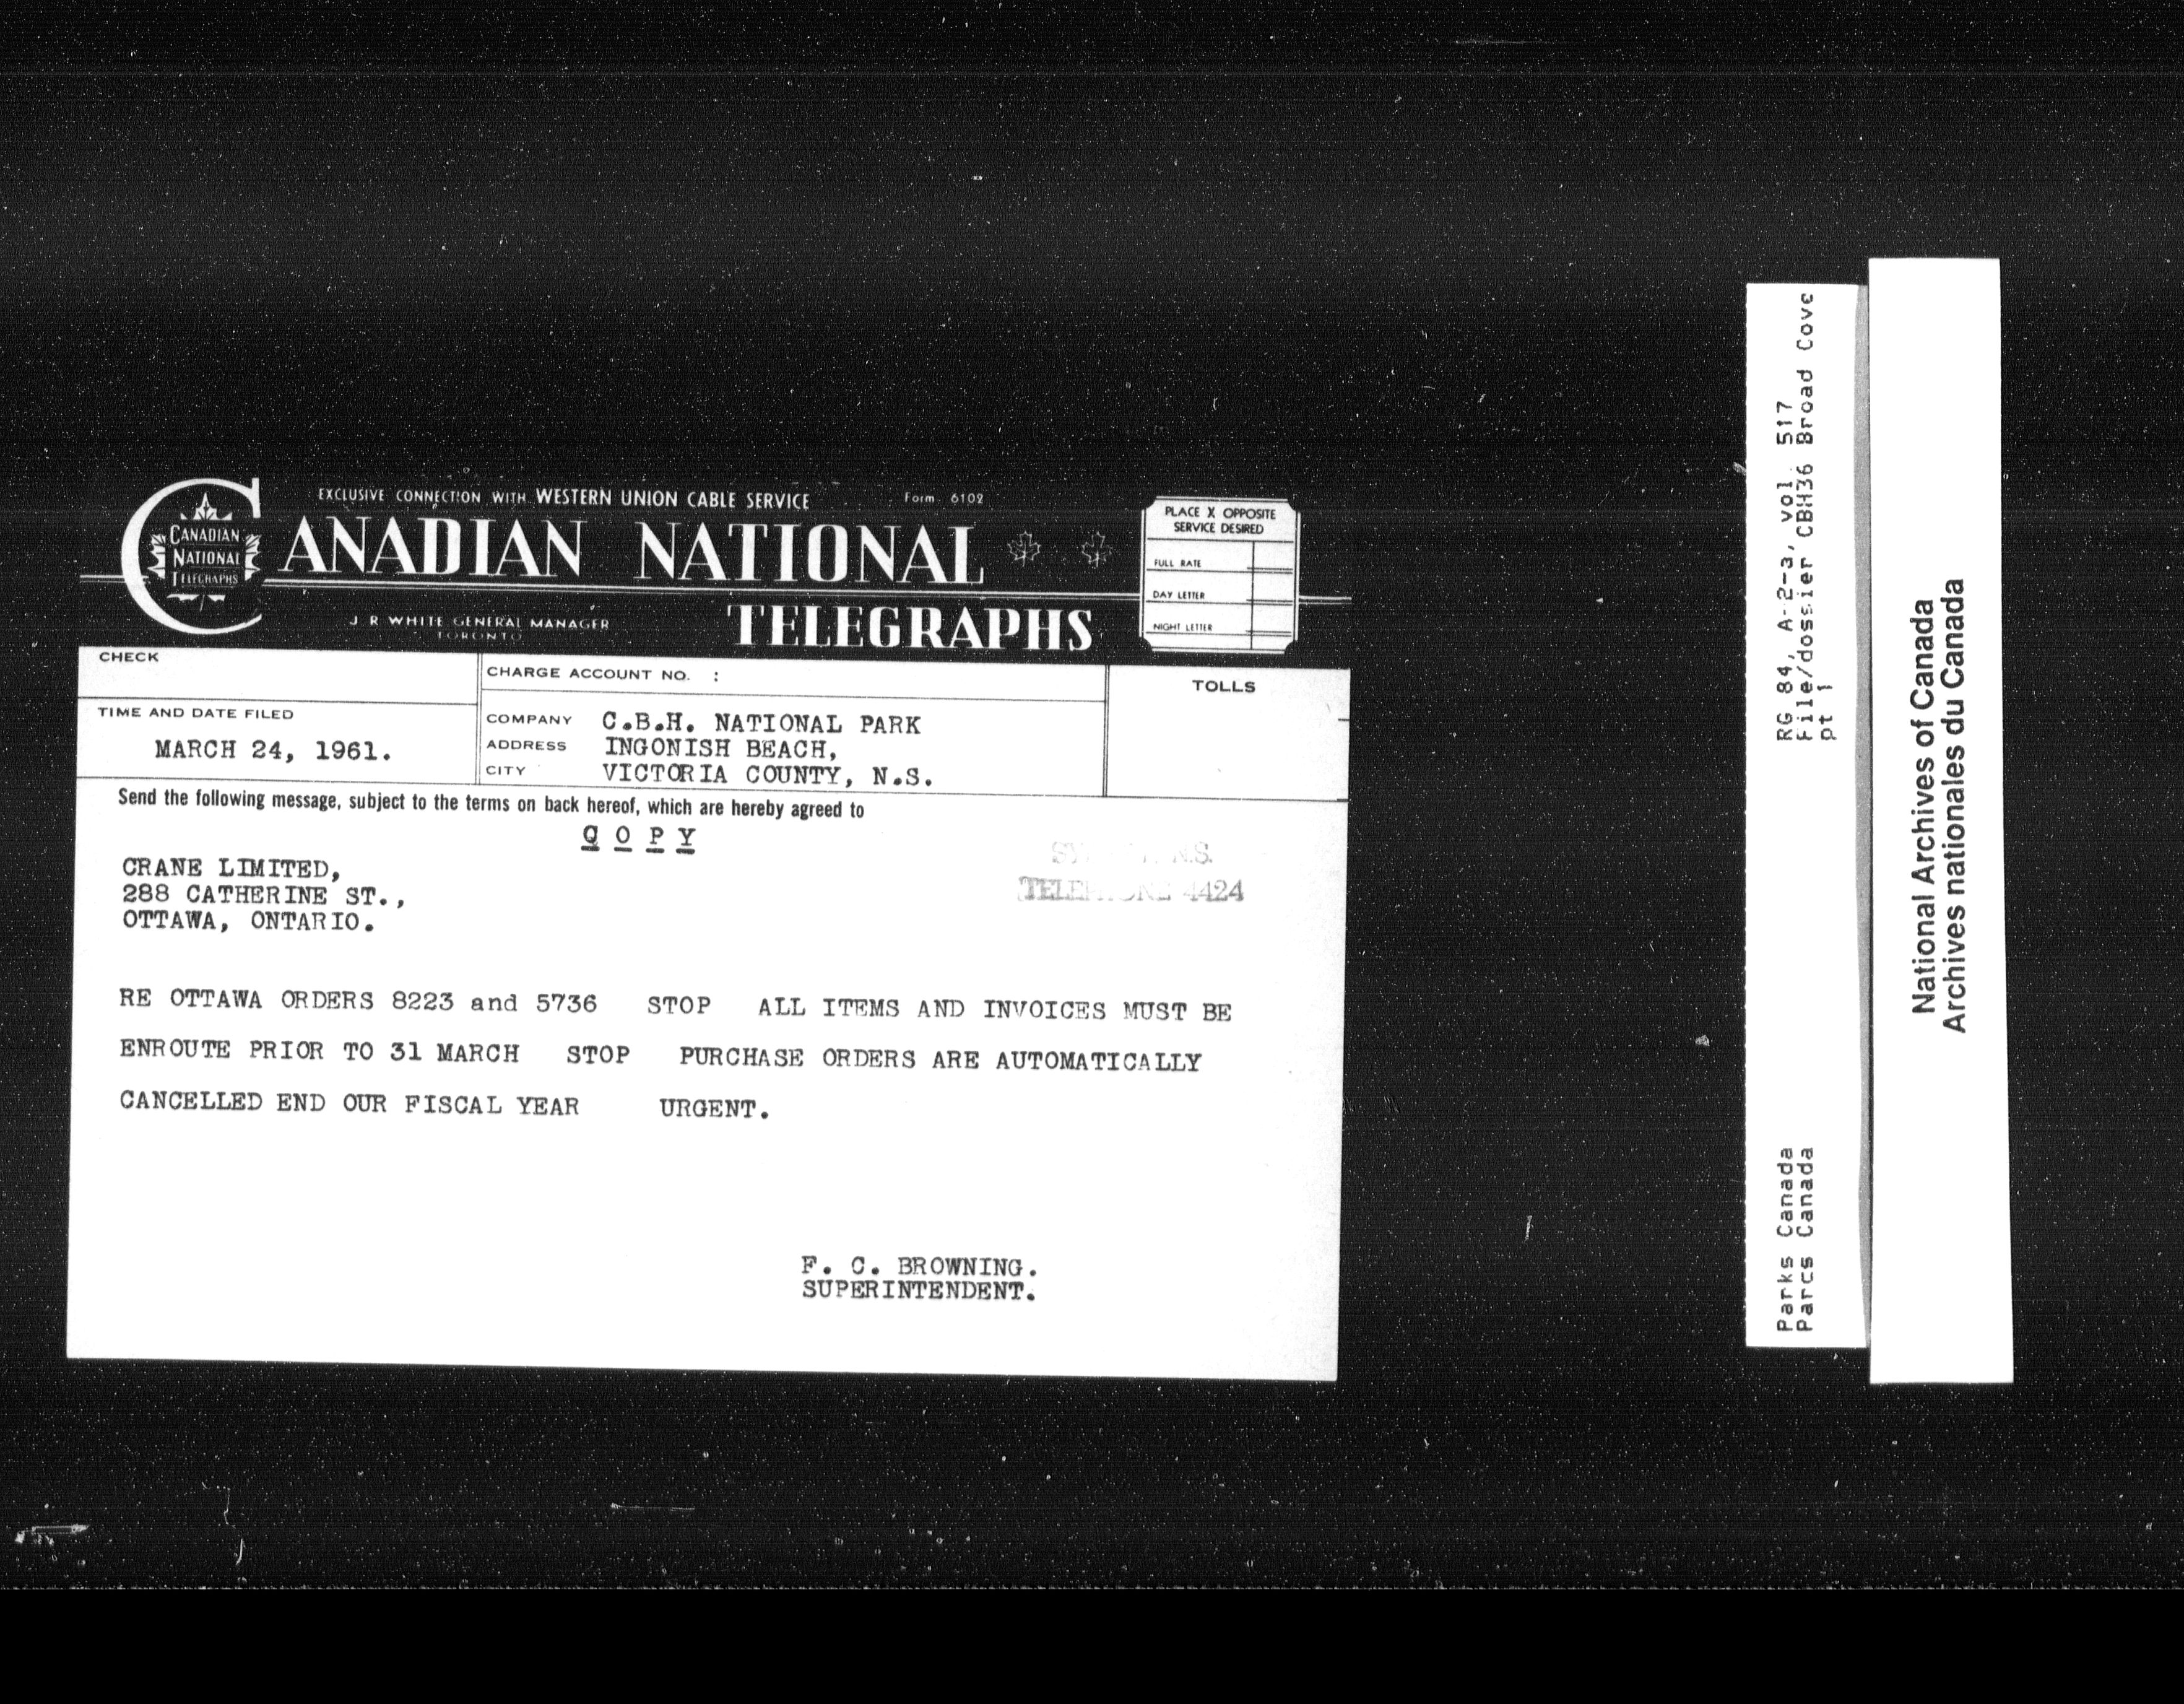 EXCLUSIVE CONNECTION WITH WESTERN UNION CABLE SERVICE
Form 6102
CANADIAN NATIONAL
TELEGRAPHS
CANADIAN
NATIONAL
TELEGRAPHS
J. R WHITE GENERAL MANAGER
TORONTO
PLACE X OPPOSITE
SERVICE DESIRED
FULL RATE
DAY LETTER
NIGHT LETTER
CHECK
TIME AND DATE FILED
MARCH 24, 1961.
CHARGE ACCOUNT NO. :
COMPANY C.B.H. NATIONAL PARK
ADDRESS INGONISH BEACH,
CITY VICTORIA COUNTY, N.S.
TOLLS
Send the following message, subject to the terms on back hereof, which are hereby agreed to
C O P Y
N.S.
4424
CRANE LIMITED,
288 CATHERINE ST.,
OTTAWA, ONTARIO.
RE OTTAWA ORDERS 8223 and 5736 STOP ALL ITEMS AND INVOICES MUST BE
ENROUTE PRIOR TO 31 MARCH STOP PURCHASE ORDERS ARE AUTOMATICALLY
CANCELLED END OUR FISCAL YEAR URGENT.
F. C. BROWNING.
SUPERINTENDENT.
Parks Canada
Parcs Canada
RG 84, A-2-a, vol. 517
File/dossier CBH36 Broad Cove
pt 1
National Archives of Canada
Archives nationales du Canada